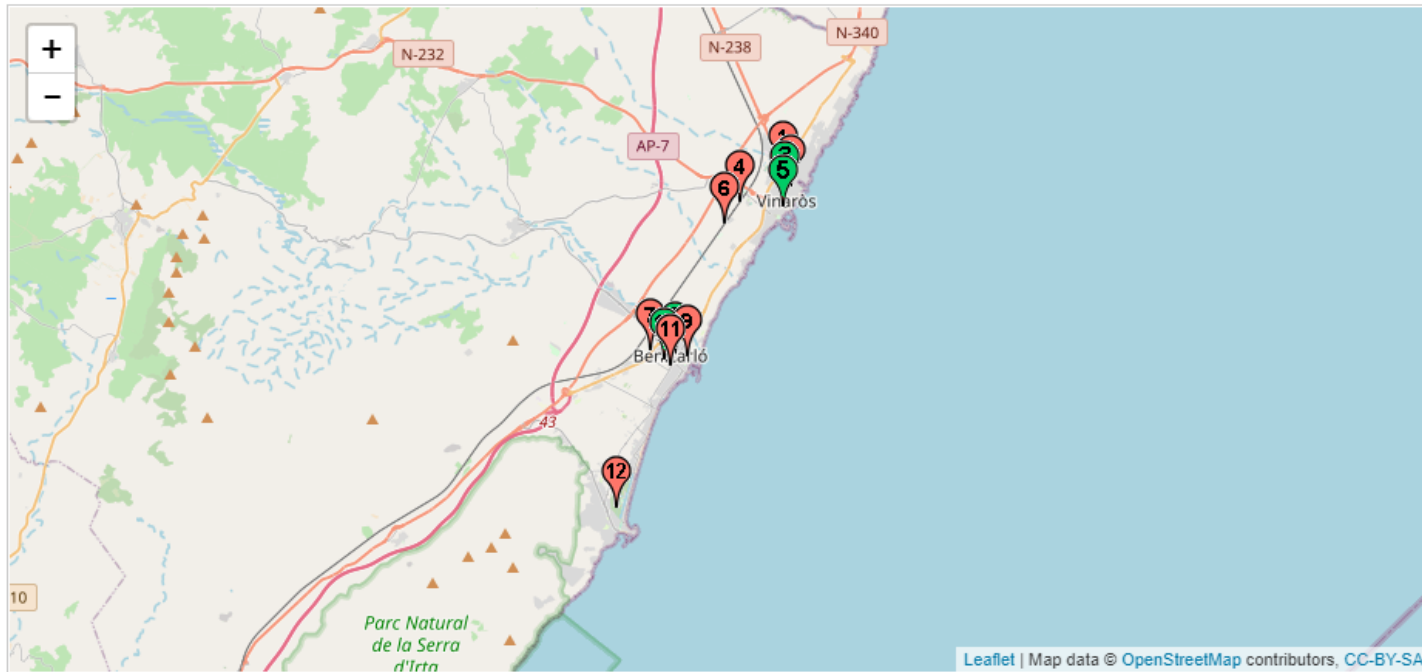 +
−
N-232
N-238
N-340
AP-7
1
4
5
6
Vinaròs
7
9
11
Benicarló
43
12
10
Parc Natural
de la Serra
d'Irta
Leaflet | Map data © OpenStreetMap contributors, CC-BY-SA